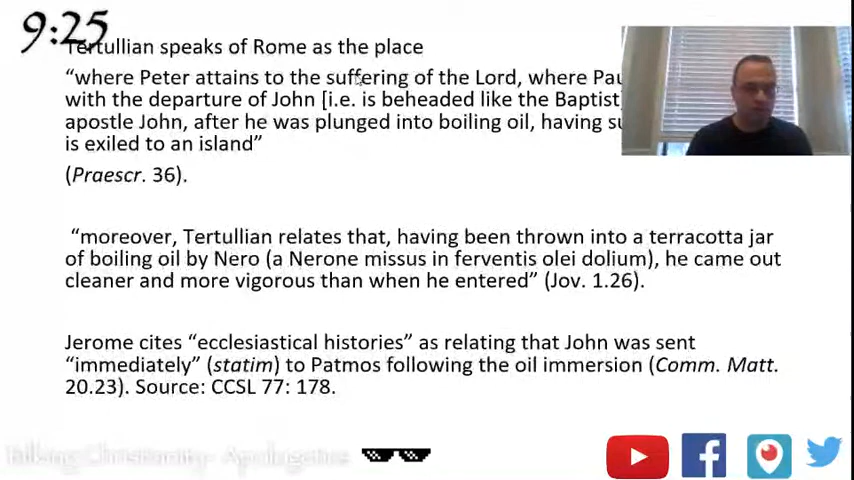 9:25
Tertullian speaks of Rome as the place
“where Peter attains to the suffering of the Lord, where
with the departure of John [i.e. is beheaded like the Baptist]
apostle John, after he was plunged into boiling oil, having
is exiled to an island”
(Praescr. 36).
“moreover, Tertullian relates that, having been thrown into a terracotta jar
of boiling oil by Nero (a Nerone missus in ferventis olei dolium), he came out
cleaner and more vigorous than when he entered” (Jov. 1.26).
Jerome cites “ecclesiastical histories” as relating that John was sent
“immediately” (statim) to Patmos following the oil immersion (Comm. Matt.
20.23). Source: CCSL 77: 178.
Talking Christianity- Apologetics